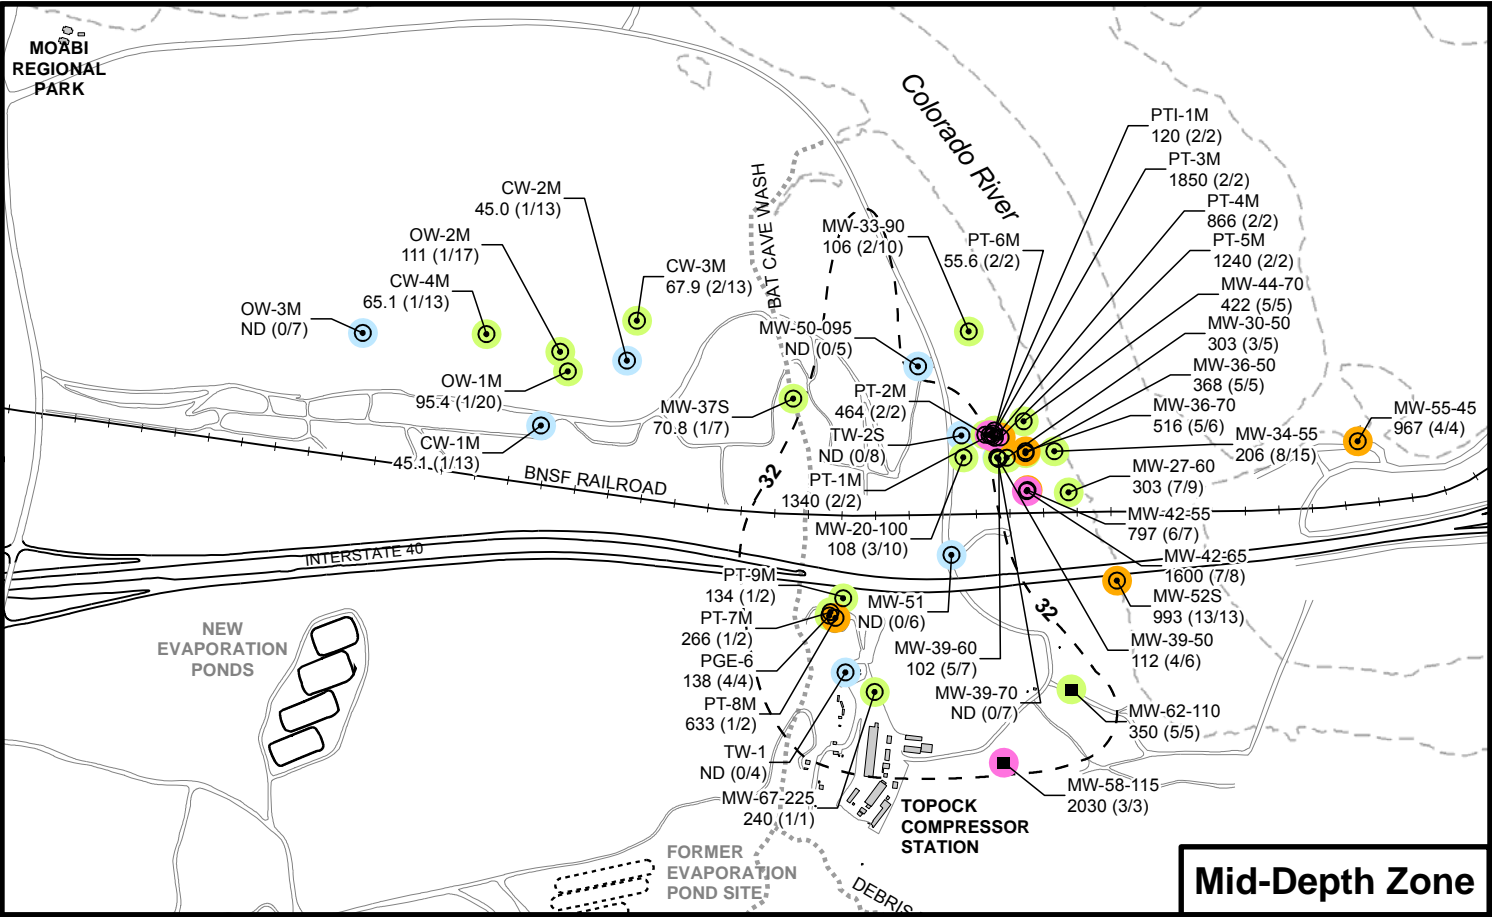 MOABI
REGIONAL
PARK
Colorado River
BAT CAVE WASH
PTI-1M
120 (2/2)
PT-3M
1850 (2/2)
PT-4M
866 (2/2)
PT-5M
1240 (2/2)
MW-44-70
422 (5/5)
MW-30-50
303 (3/5)
MW-36-50
368 (5/5)
MW-36-70
516 (5/6)
MW-34-55
206 (8/15)
MW-27-60
303 (7/9)
MW-42-55
797 (6/7)
MW-42-65
1600 (7/8)
MW-52S
993 (13/13)
MW-39-50
112 (4/6)
MW-55-45
967 (4/4)
CW-2M
45.0 (1/13)
OW-2M
111 (1/17)
CW-4M
65.1 (1/13)
OW-3M
ND (0/7)
CW-3M
67.9 (2/13)
OW-1M
95.4 (1/20)
CW-1M
45.1 (1/13)
MW-37S
70.8 (1/7)
MW-33-90
106 (2/10)
PT-6M
55.6 (2/2)
MW-50-095
ND (0/5)
PT-2M
464 (2/2)
TW-2S
ND (0/8)
PT-1M
1340 (2/2)
MW-20-100
108 (3/10)
32
BNSF RAILROAD
INTERSTATE 40
PT-9M
134 (1/2)
PT-7M
266 (1/2)
PGE-6
138 (4/4)
PT-8M
633 (1/2)
TW-1
ND (0/4)
MW-67-225
240 (1/1)
MW-51
ND (0/6)
MW-39-60
102 (5/7)
MW-39-70
ND (0/7)
32
MW-62-110
350 (5/5)
MW-58-115
2030 (3/3)
NEW
EVAPORATION
PONDS
TOPOCK
COMPRESSOR
STATION
FORMER
EVAPORATION
POND SITE
DEBRIS
Mid-Depth Zone